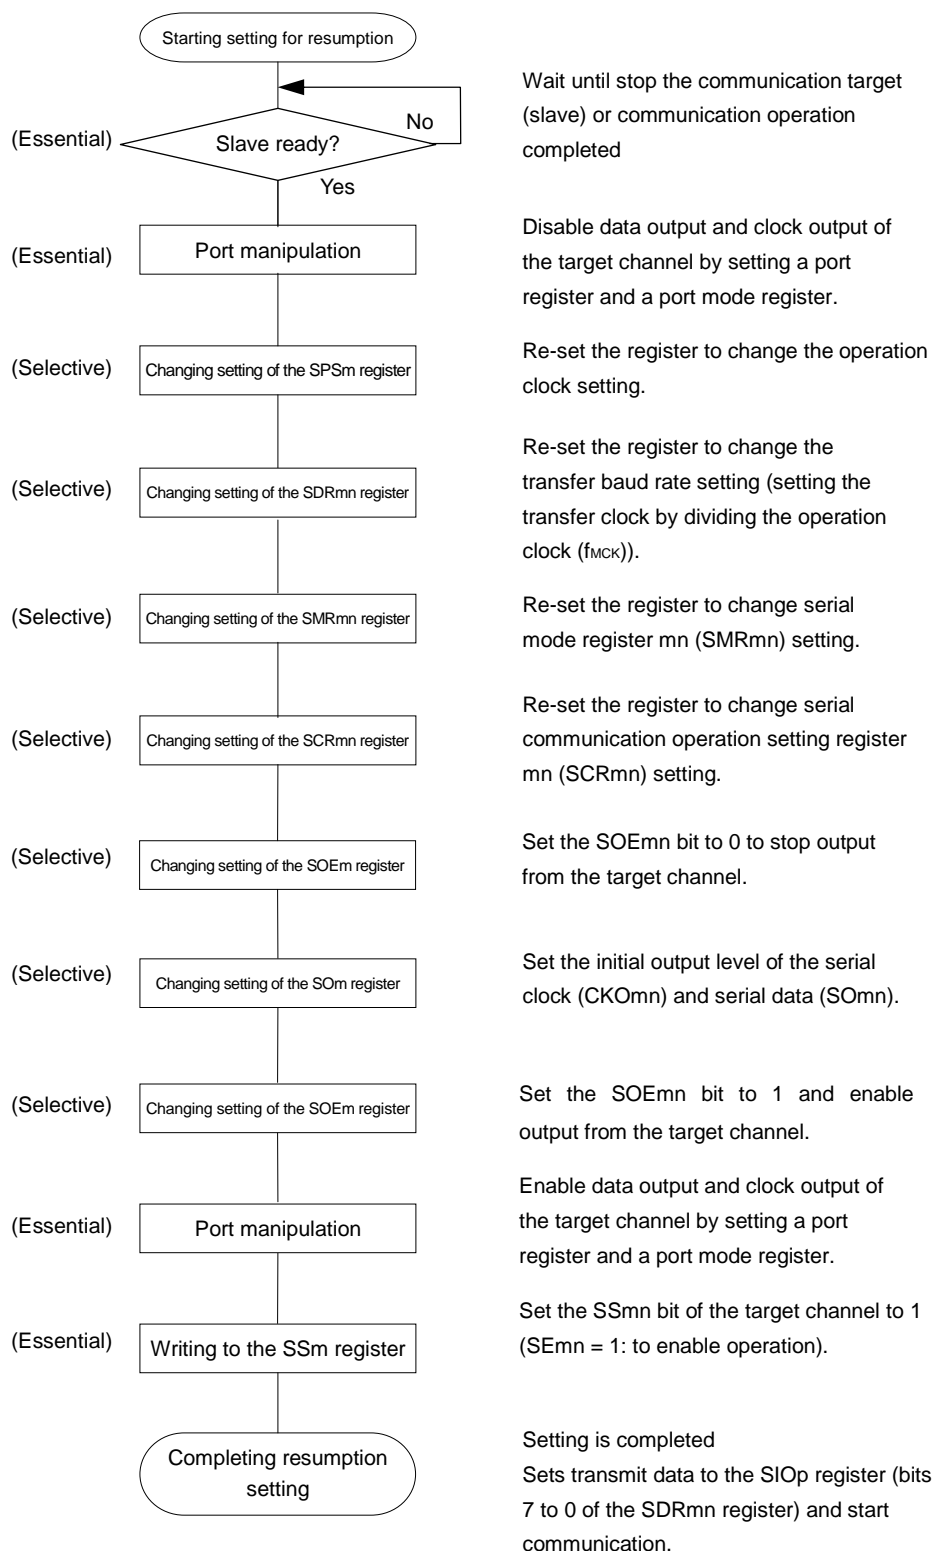 Starting setting for resumption
Wait until stop the communication target
(slave) or communication operation
completed
(Essential)
Slave ready?
No
Yes
(Essential)
Port manipulation
Disable data output and clock output of
the target channel by setting a port
register and a port mode register.
(Selective)
Changing setting of the SPSm register
Re-set the register to change the operation
clock setting.
(Selective)
Changing setting of the SDRmn register
Re-set the register to change the
transfer baud rate setting (setting the
transfer clock by dividing the operation
clock (fMCK)).
(Selective)
Changing setting of the SMRmn register
Re-set the register to change serial
mode register mn (SMRmn) setting.
(Selective)
Changing setting of the SCRmn register
Re-set the register to change serial
communication operation setting register
mn (SCRmn) setting.
(Selective)
Changing setting of the SOEm register
Set the SOEmn bit to 0 to stop output
from the target channel.
(Selective)
Changing setting of the SOm register
Set the initial output level of the serial
clock (CKOmn) and serial data (SOmn).
(Selective)
Changing setting of the SOEm register
Set the SOEmn bit to 1 and enable
output from the target channel.
(Essential)
Port manipulation
Enable data output and clock output of
the target channel by setting a port
register and a port mode register.
(Essential)
Writing to the SSm register
Set the SSmn bit of the target channel to 1
(SEmn = 1: to enable operation).
Completing resumption
setting
Setting is completed
Sets transmit data to the SIOp register (bits
7 to 0 of the SDRmn register) and start
communication.